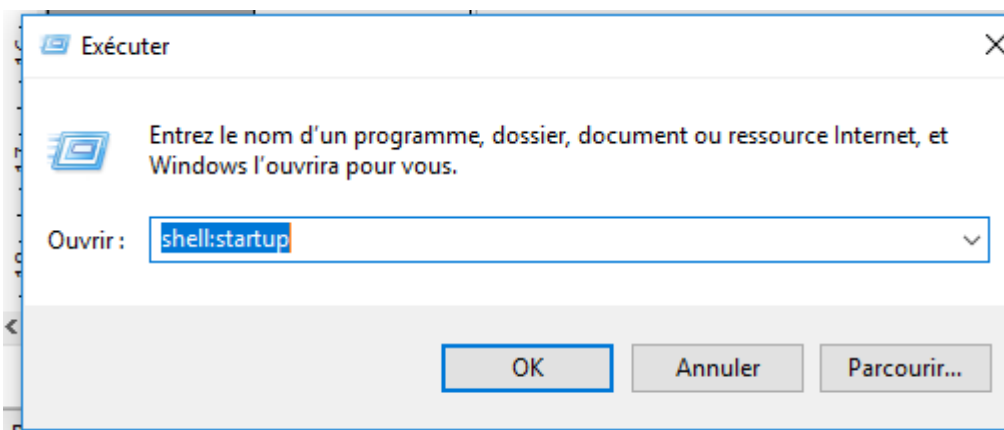 Exécuter
Entrez le nom d'un programme, dossier, document ou ressource Internet, et
Windows l'ouvrira pour vous.
Ouvrir :
shell:startup
OK
Annuler
Parcourir...